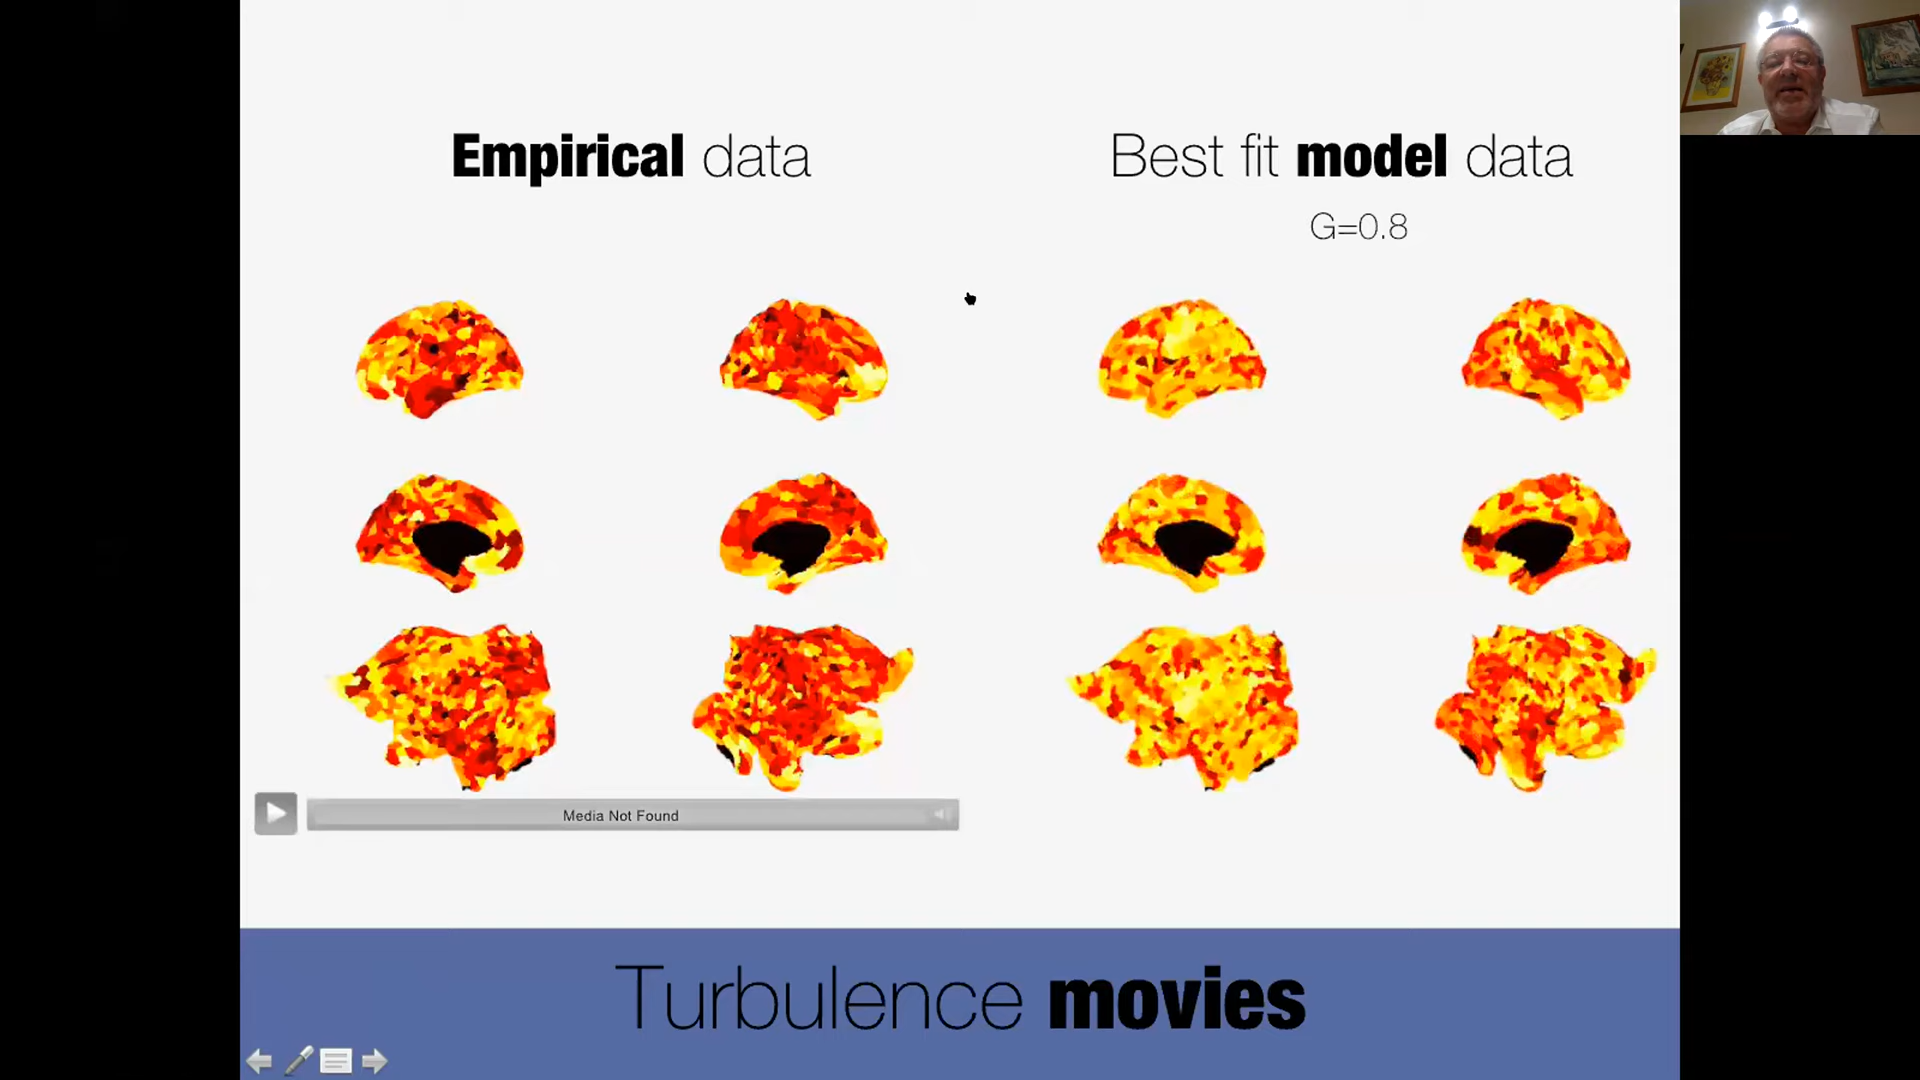 Empirical data
Best fit model data
G=0.8
Media Not Found
Turbulence movies